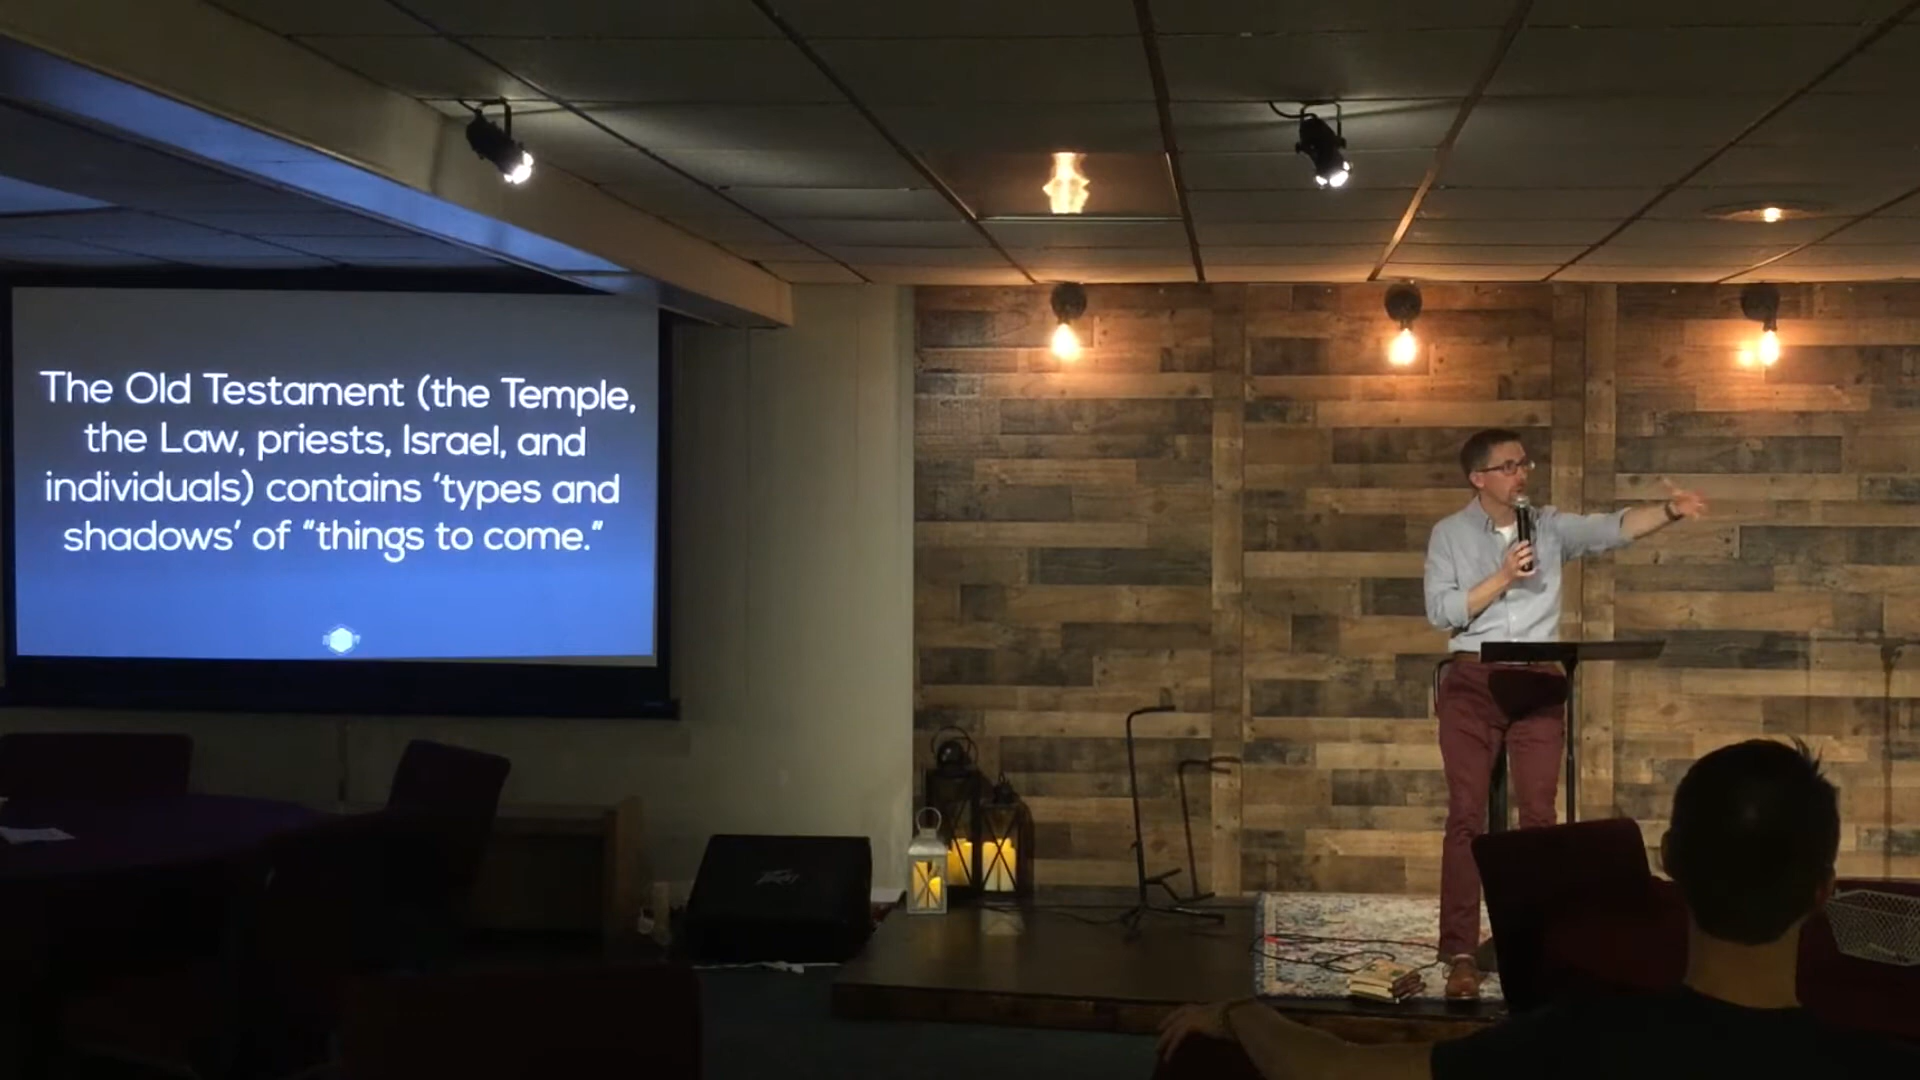 The Old Testament (the Temple,
the Law, priests, Israel, and
individuals) contains ‘types and
shadows’ of “things to come.”
PEAVEY